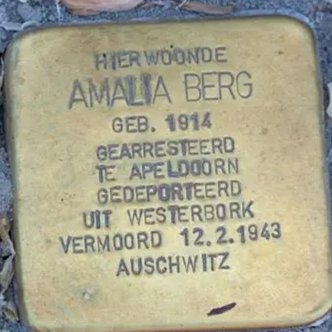 HIER WOONDE
AMALIA BERG
GEB. 1914
GEARRESTEERD
TE APELDOORN
GEDEPORTEERD
UIT WESTERBORK
VERMOORD 12.2.1943
AUSCHWITZ